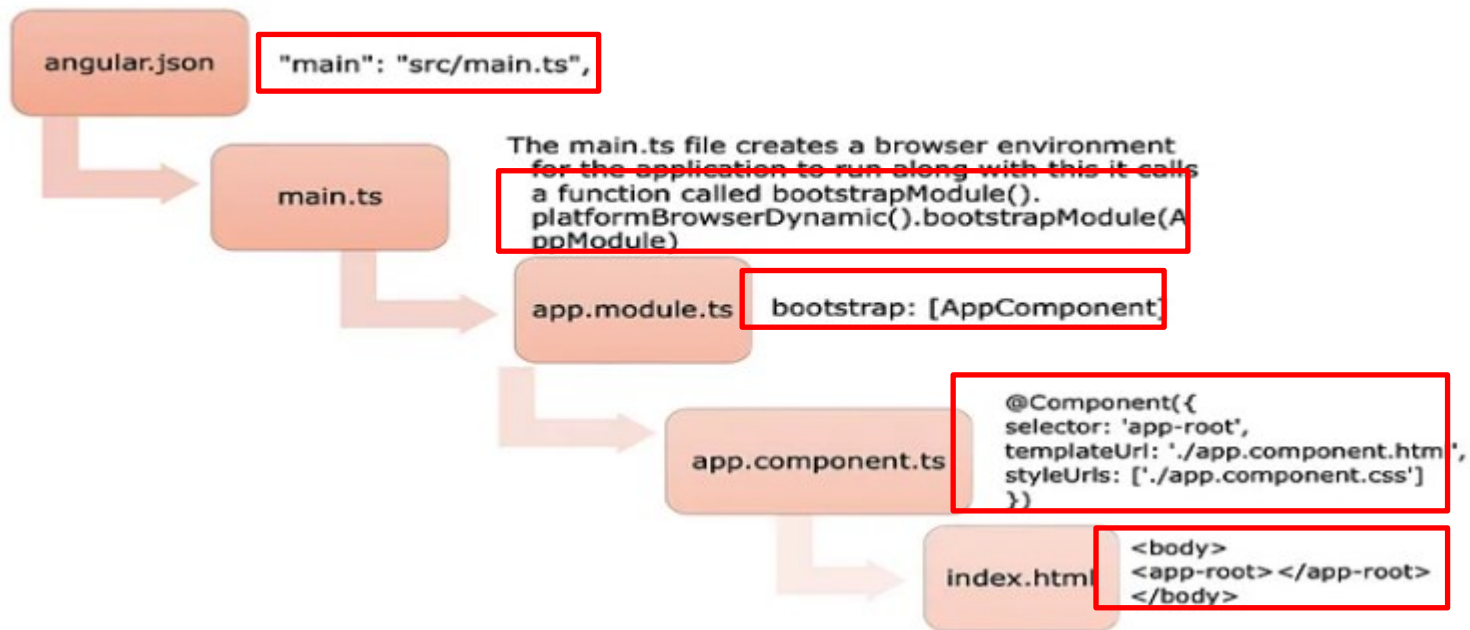 angular.json
"main": "src/main.ts",
main.ts
The main.ts file creates a browser environment
for the application to run along with this it calls
a function called bootstrapModule().
platformBrowserDynamic().bootstrapModule(A
ppModule)
app.module.ts
bootstrap: [AppComponent]
app.component.ts
@Component({
selector: 'app-root',
templateUrl: './app.component.html',
styleUrls: ['./app.component.css']
})
index.html
<body>
<app-root></app-root>
</body>